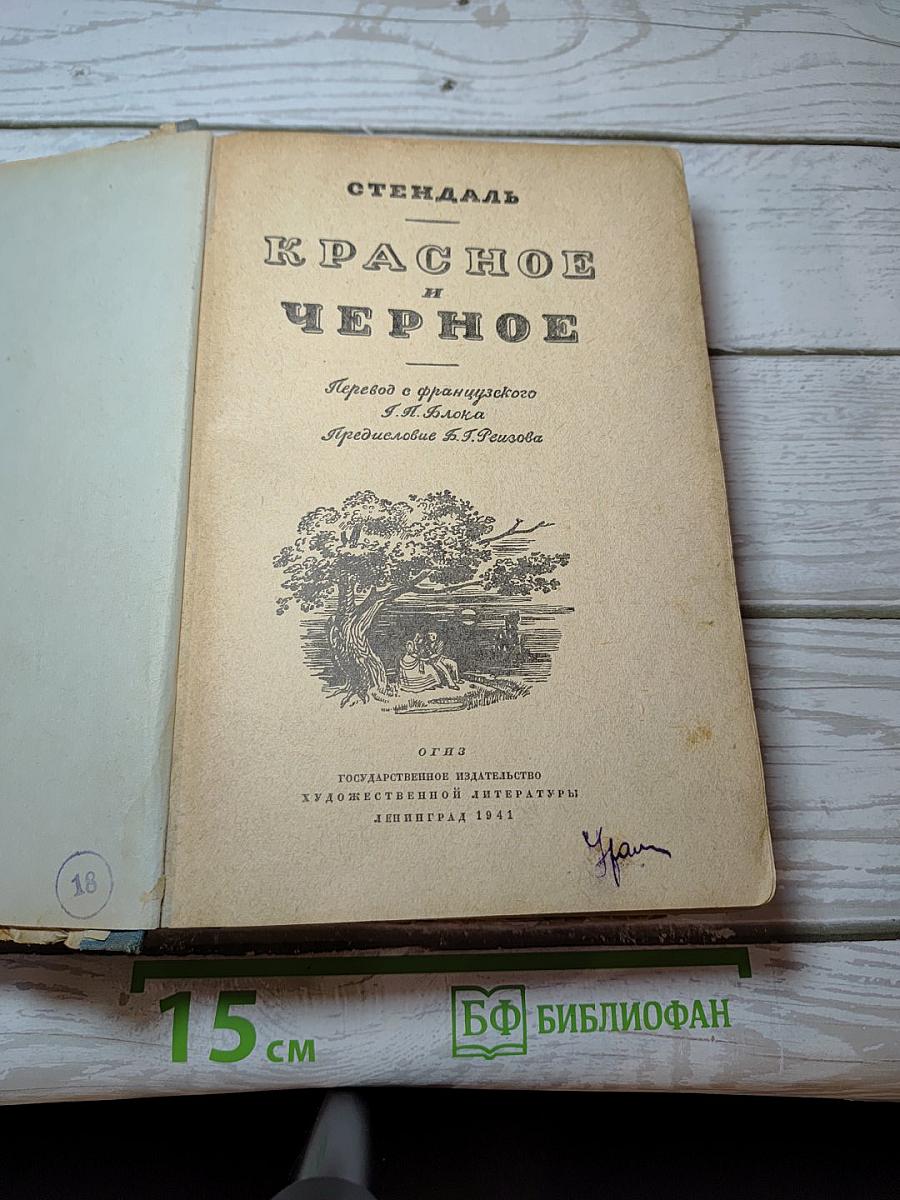 СТЕНДАЛЬ
КРАСНОЕ
и
ЧЕРНОЕ
Перевод с французского
Г.П.Блока
Предисловие Б.Г.Реизова
ОГИЗ
ГОСУДАРСТВЕННОЕ ИЗДАТЕЛЬСТВО
ХУДОЖЕСТВЕННОЙ ЛИТЕРАТУРЫ
ЛЕНИНГРАД 1941
18
15 см
БФ БИБЛИОФАН